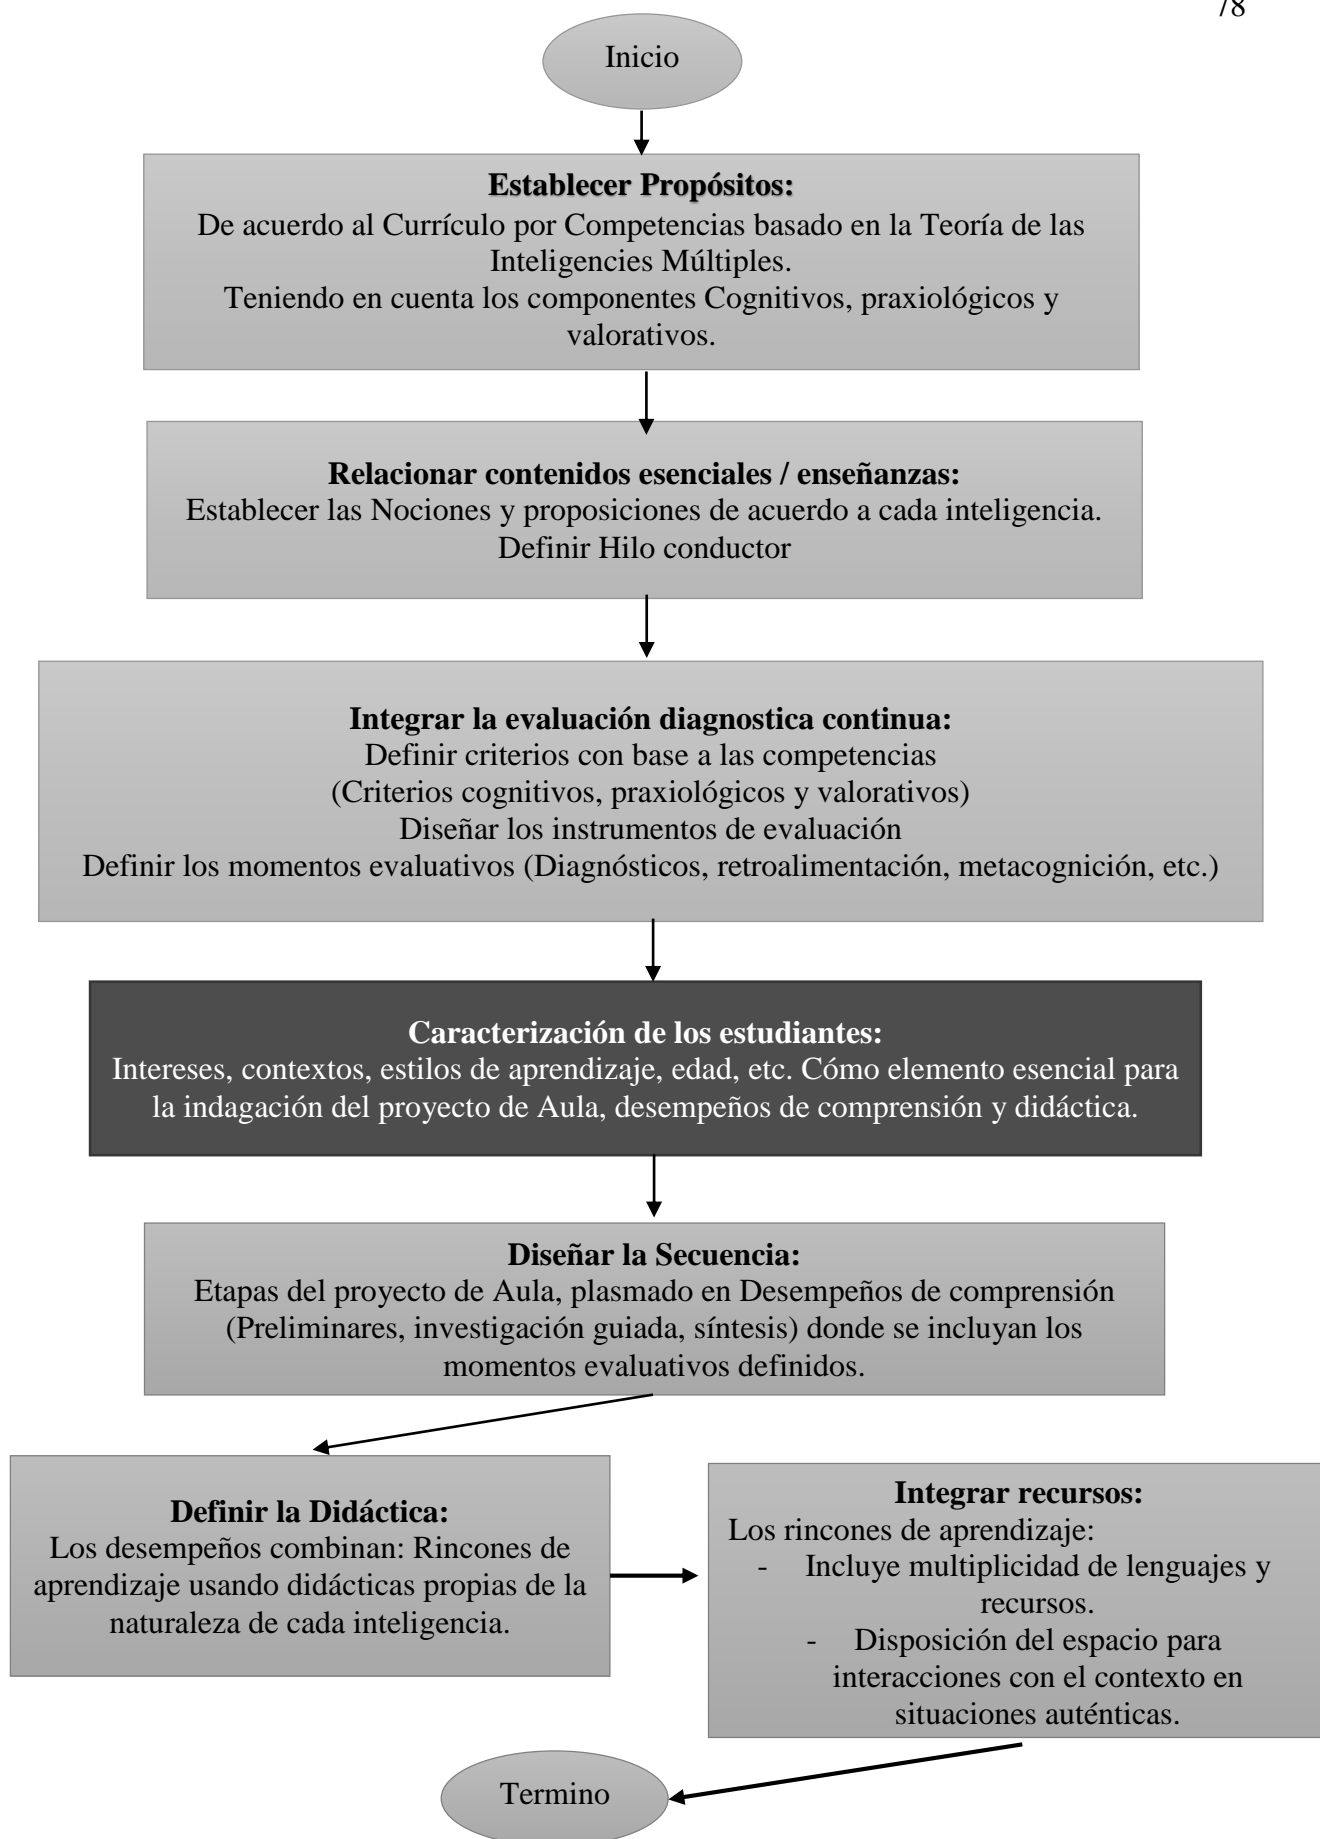 78
Inicio
Establecer Propósitos:
De acuerdo al Currículo por Competencias basado en la Teoría de las
Inteligencies Múltiples.
Teniendo en cuenta los componentes Cognitivos, praxiológicos y
valorativos.
Relacionar contenidos esenciales / enseñanzas:
Establecer las Nociones y proposiciones de acuerdo a cada inteligencia.
Definir Hilo conductor
Integrar la evaluación diagnostica continua:
Definir criterios con base a las competencias
(Criterios cognitivos, praxiológicos y valorativos)
Diseñar los instrumentos de evaluación
Definir los momentos evaluativos (Diagnósticos, retroalimentación, metacognición, etc.)
Caracterización de los estudiantes:
Intereses, contextos, estilos de aprendizaje, edad, etc. Cómo elemento esencial para
la indagación del proyecto de Aula, desempeños de comprensión y didáctica.
Diseñar la Secuencia:
Etapas del proyecto de Aula, plasmado en Desempeños de comprensión
(Preliminares, investigación guiada, síntesis) donde se incluyan los
momentos evaluativos definidos.
Definir la Didáctica:
Los desempeños combinan: Rincones de
aprendizaje usando didácticas propias de la
naturaleza de cada inteligencia.
Integrar recursos:
Los rincones de aprendizaje:
- Incluye multiplicidad de lenguajes y
recursos.
- Disposición del espacio para
interacciones con el contexto en
situaciones auténticas.
Termino